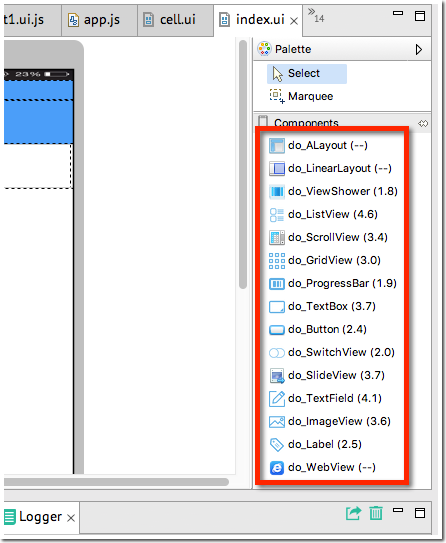 t1.ui.js app.js cell.ui index.ui 14
23%
Palette
Select
Marquee
Components
do_ALayout (--)
do_LinearLayout (--)
do_ViewShower (1.8)
do_ListView (4.6)
do_ScrollView (3.4)
do_GridView (3.0)
do_ProgressBar (1.9)
do_TextBox (3.7)
do_Button (2.4)
do_SwitchView (2.0)
do_SlideView (3.7)
do_TextField (4.1)
do_ImageView (3.6)
do_Label (2.5)
do_WebView (--)
Logger